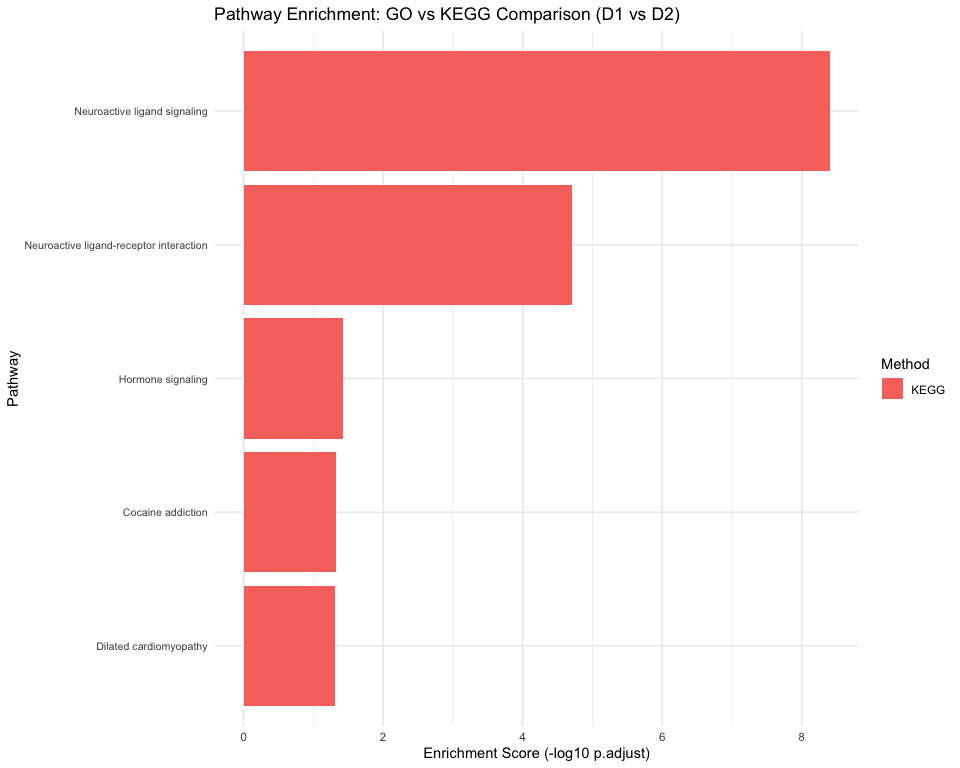 Pathway Enrichment: GO vs KEGG Comparison (D1 vs D2)
Neuroactive ligand signaling
Neuroactive ligand-receptor interaction
Hormone signaling
Cocaine addiction
Dilated cardiomyopathy
Pathway
0 2 4 6 8
Enrichment Score (-log10 p.adjust)
Method
KEGG